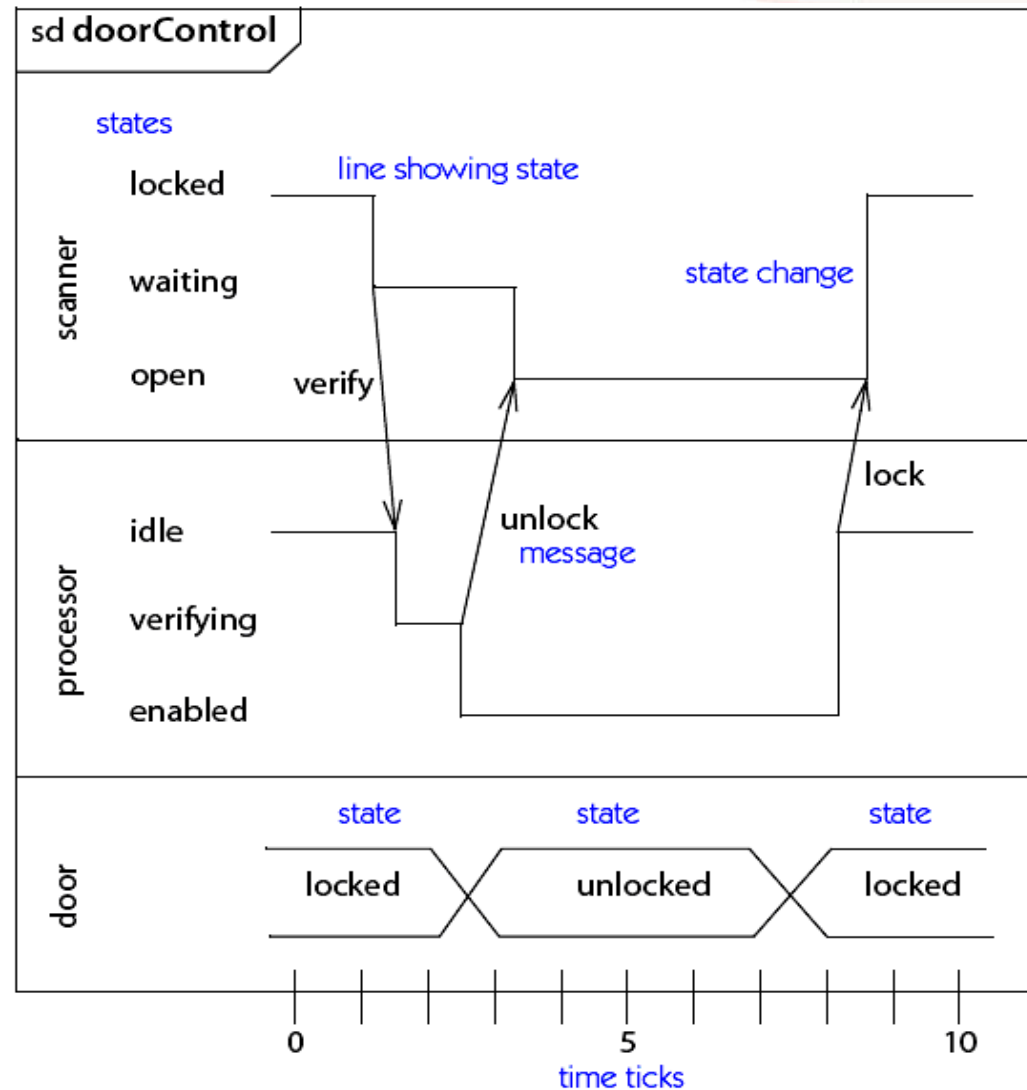 sd doorControl
states
locked
line showing state
scanner
waiting
state change
open
verify
lock
idle
unlock
message
processor
verifying
enabled
state state state
door
locked unlocked locked
0 5 10
time ticks